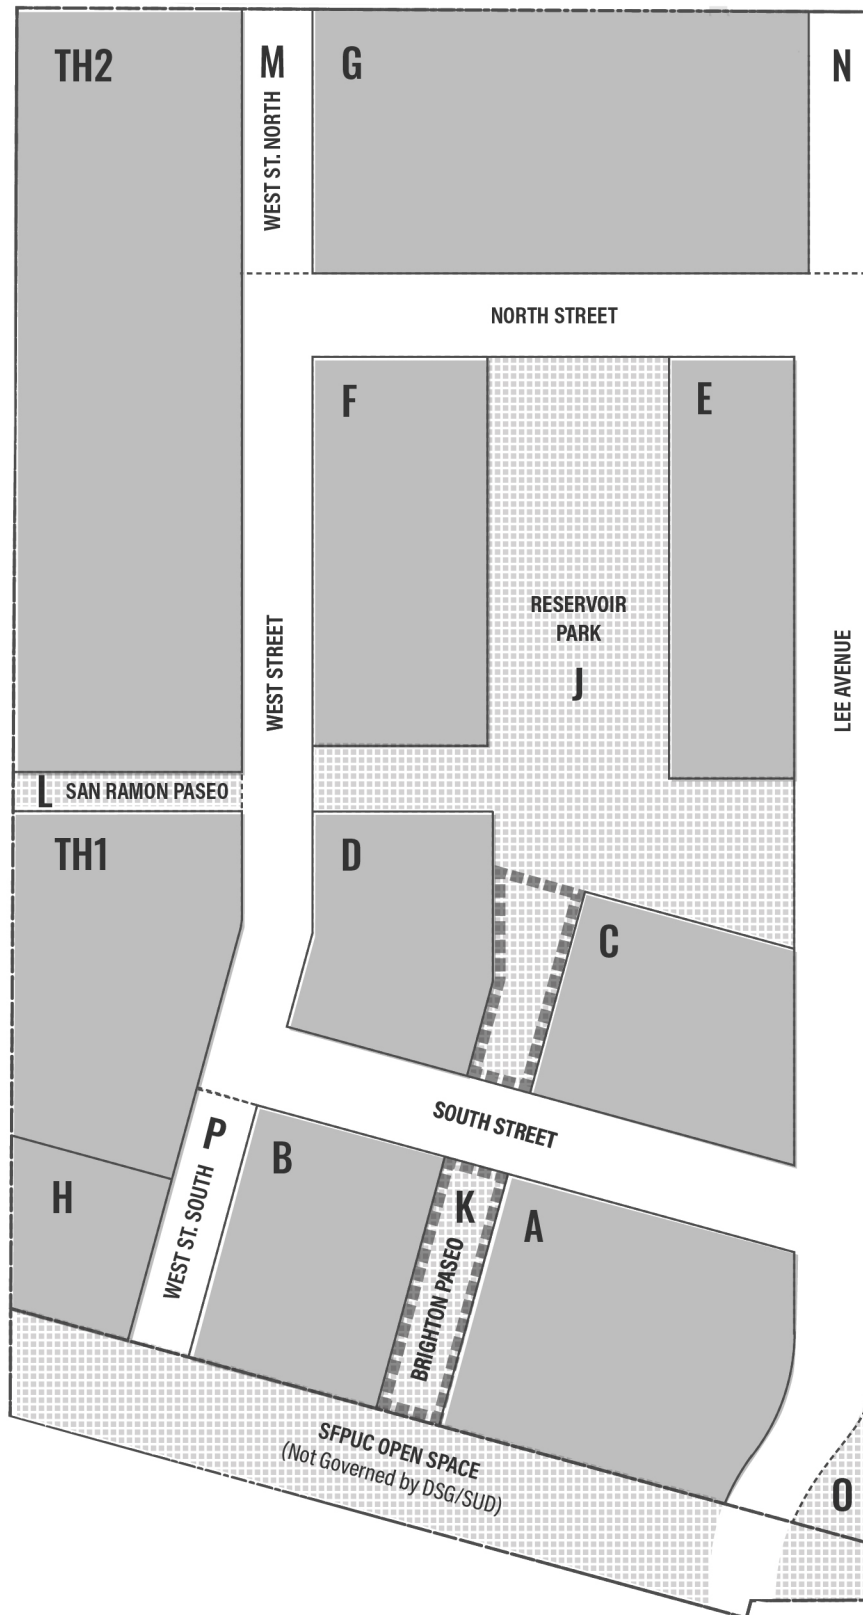 TH2
M
G
N
WEST ST. NORTH
NORTH STREET
F
E
RESERVOIR
PARK
J
WEST STREET
LEE AVENUE
L SAN RAMON PASEO
TH1
D
C
SOUTH STREET
P
B
H
K
A
WEST ST. SOUTH
BRIGHTON PASEO
SFPUC OPEN SPACE
(Not Governed by DSG/SUD)
O